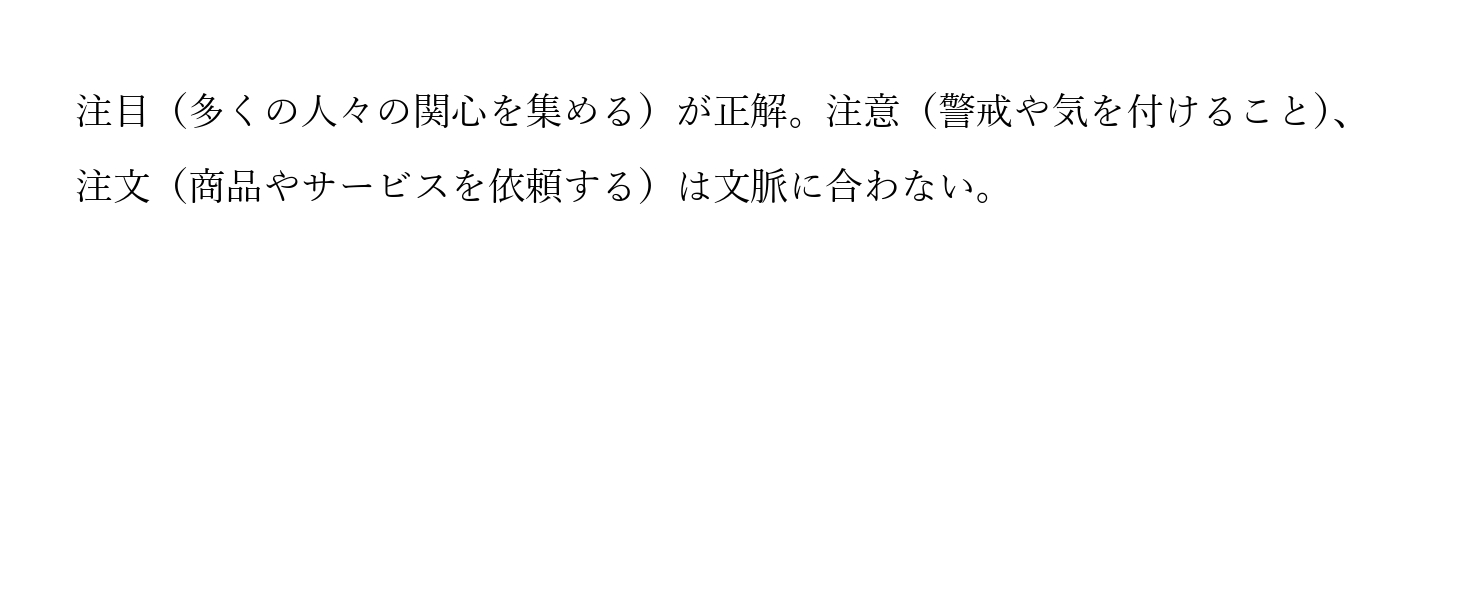 注目（多くの人々の関心を集める）が正解。注意（警戒や気を付けること）、
注文（商品やサービスを依頼する）は文脈に合わない。